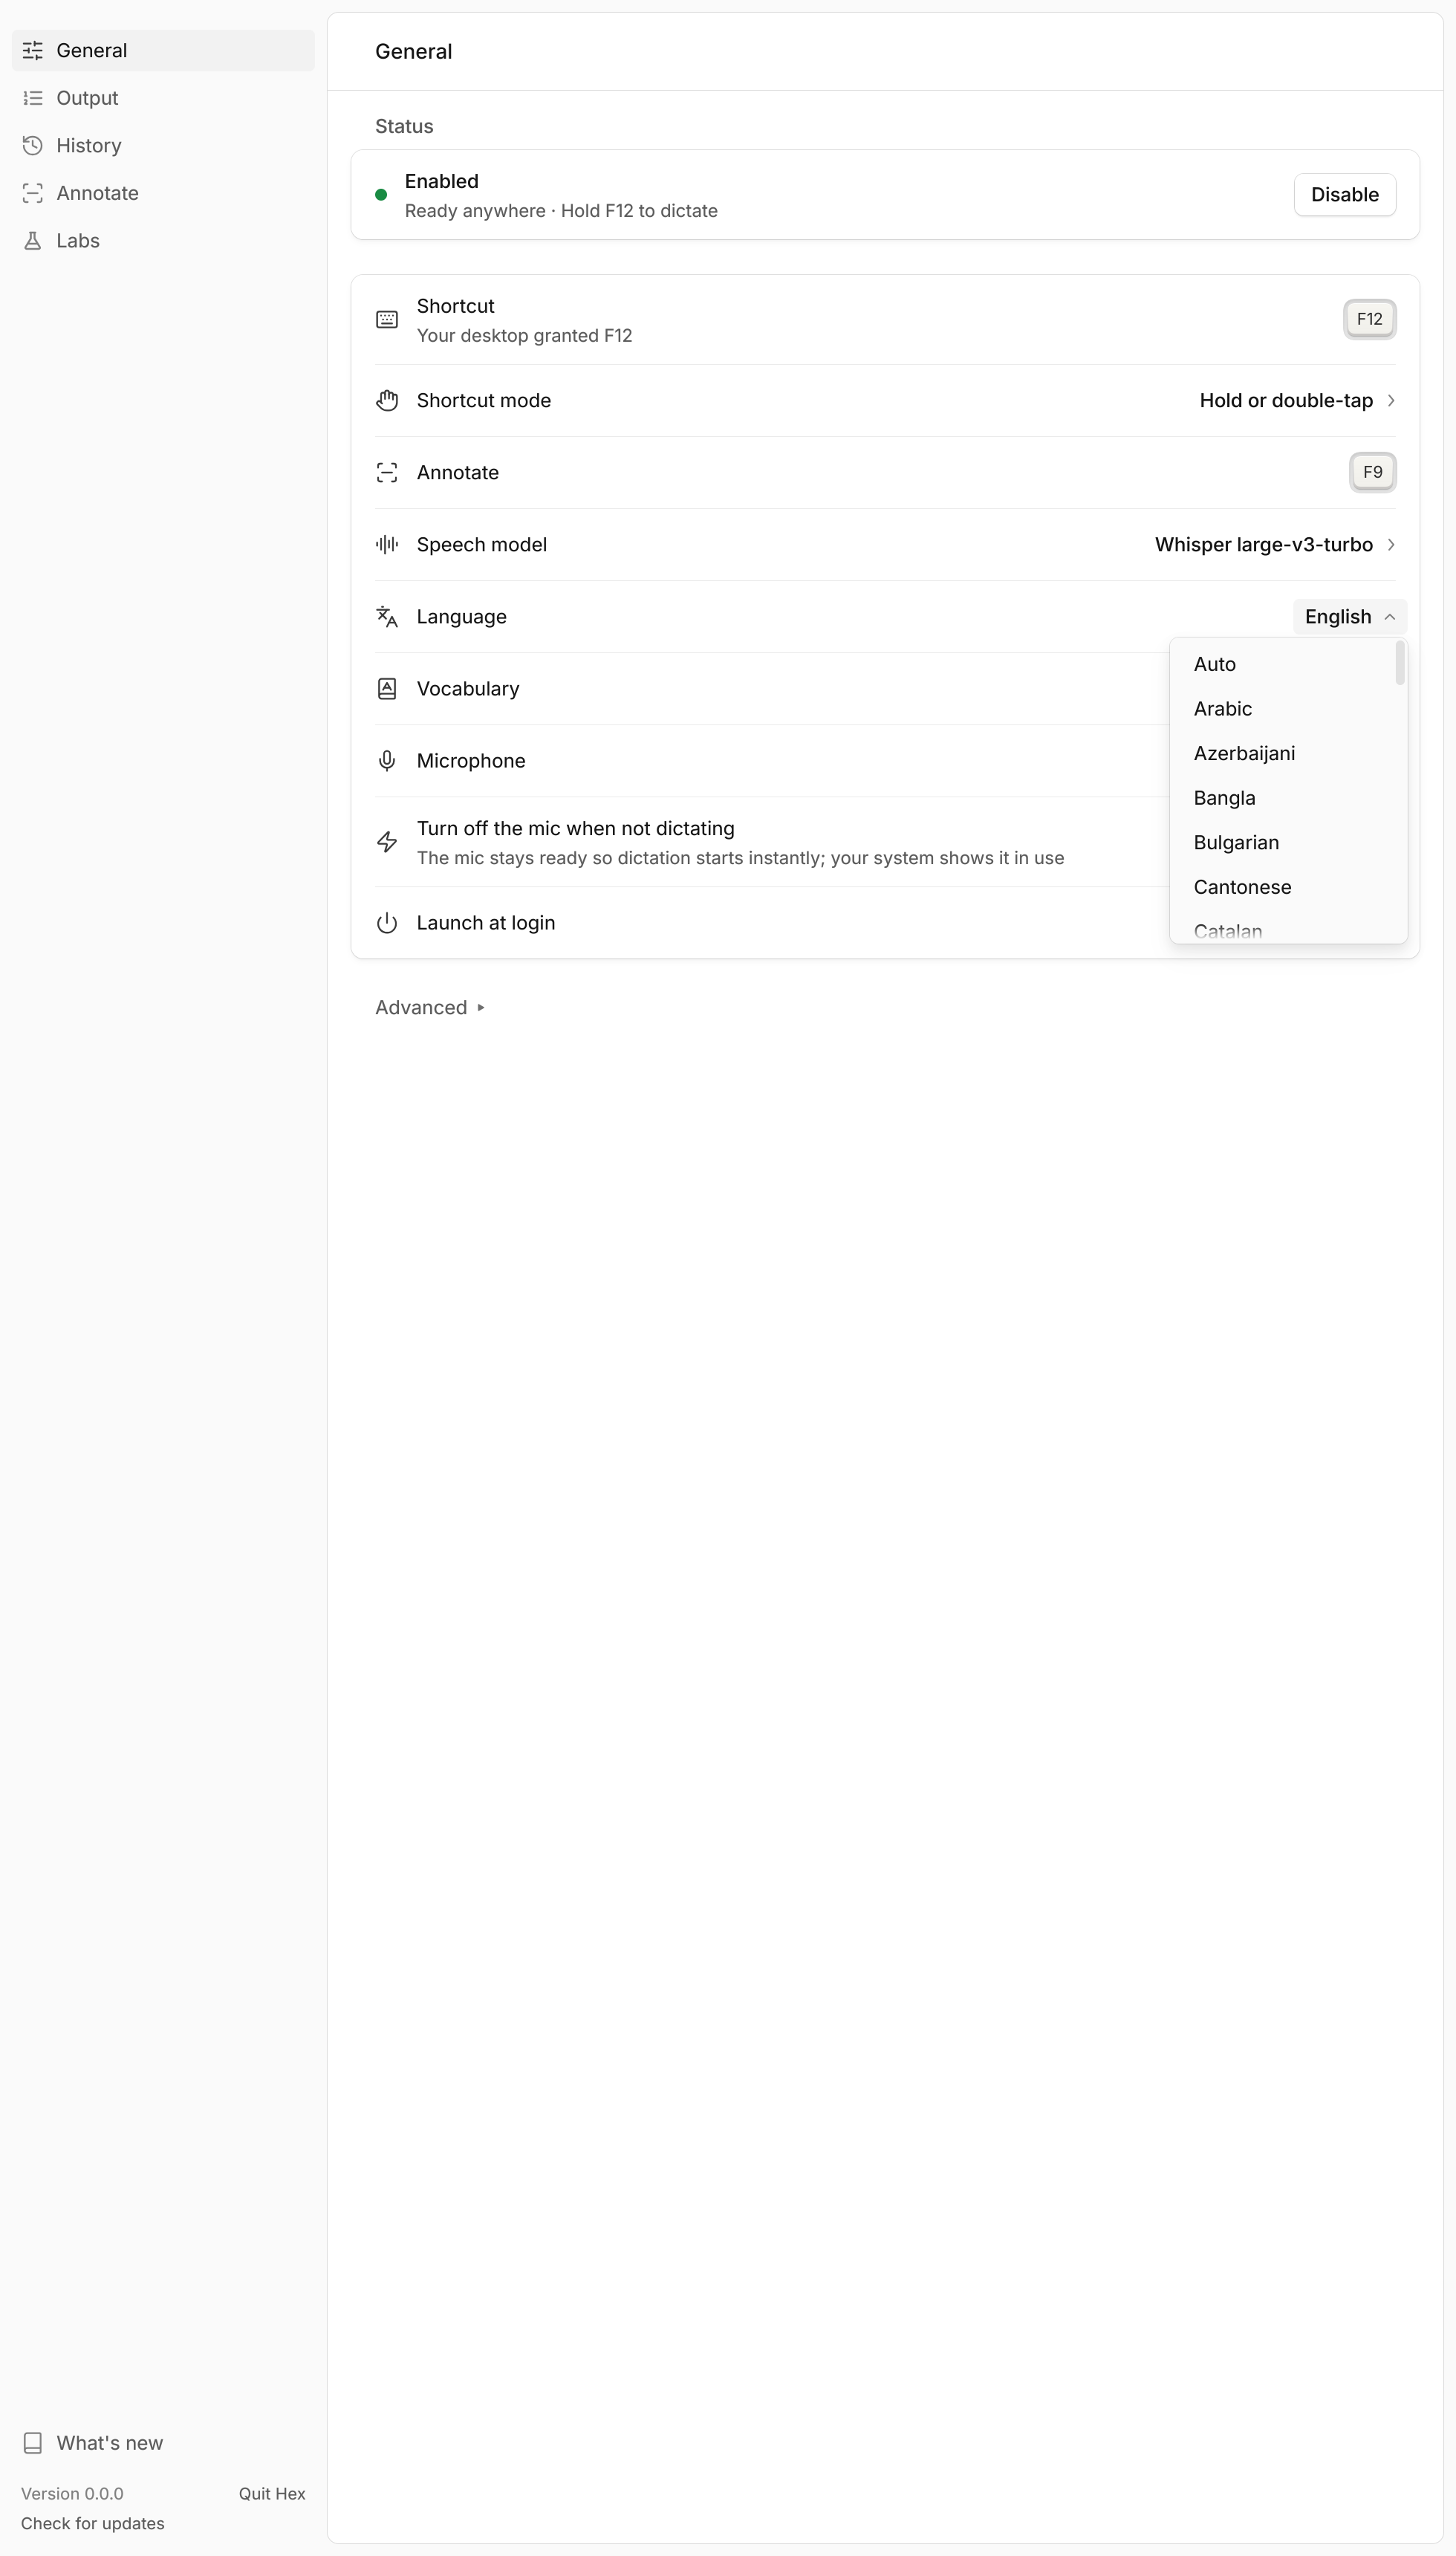 General
Output
History
Annotate
Labs
General
Status
Enabled
Ready anywhere · Hold F12 to dictate
Disable
Shortcut
Your desktop granted F12
F12
Shortcut mode
Hold or double-tap
Annotate
F9
Speech model
Whisper large-v3-turbo
Language
English
Auto
Arabic
Azerbaijani
Bangla
Bulgarian
Cantonese
Catalan
Vocabulary
Microphone
Turn off the mic when not dictating
The mic stays ready so dictation starts instantly; your system shows it in use
Launch at login
Advanced
What's new
Version 0.0.0
Quit Hex
Check for updates